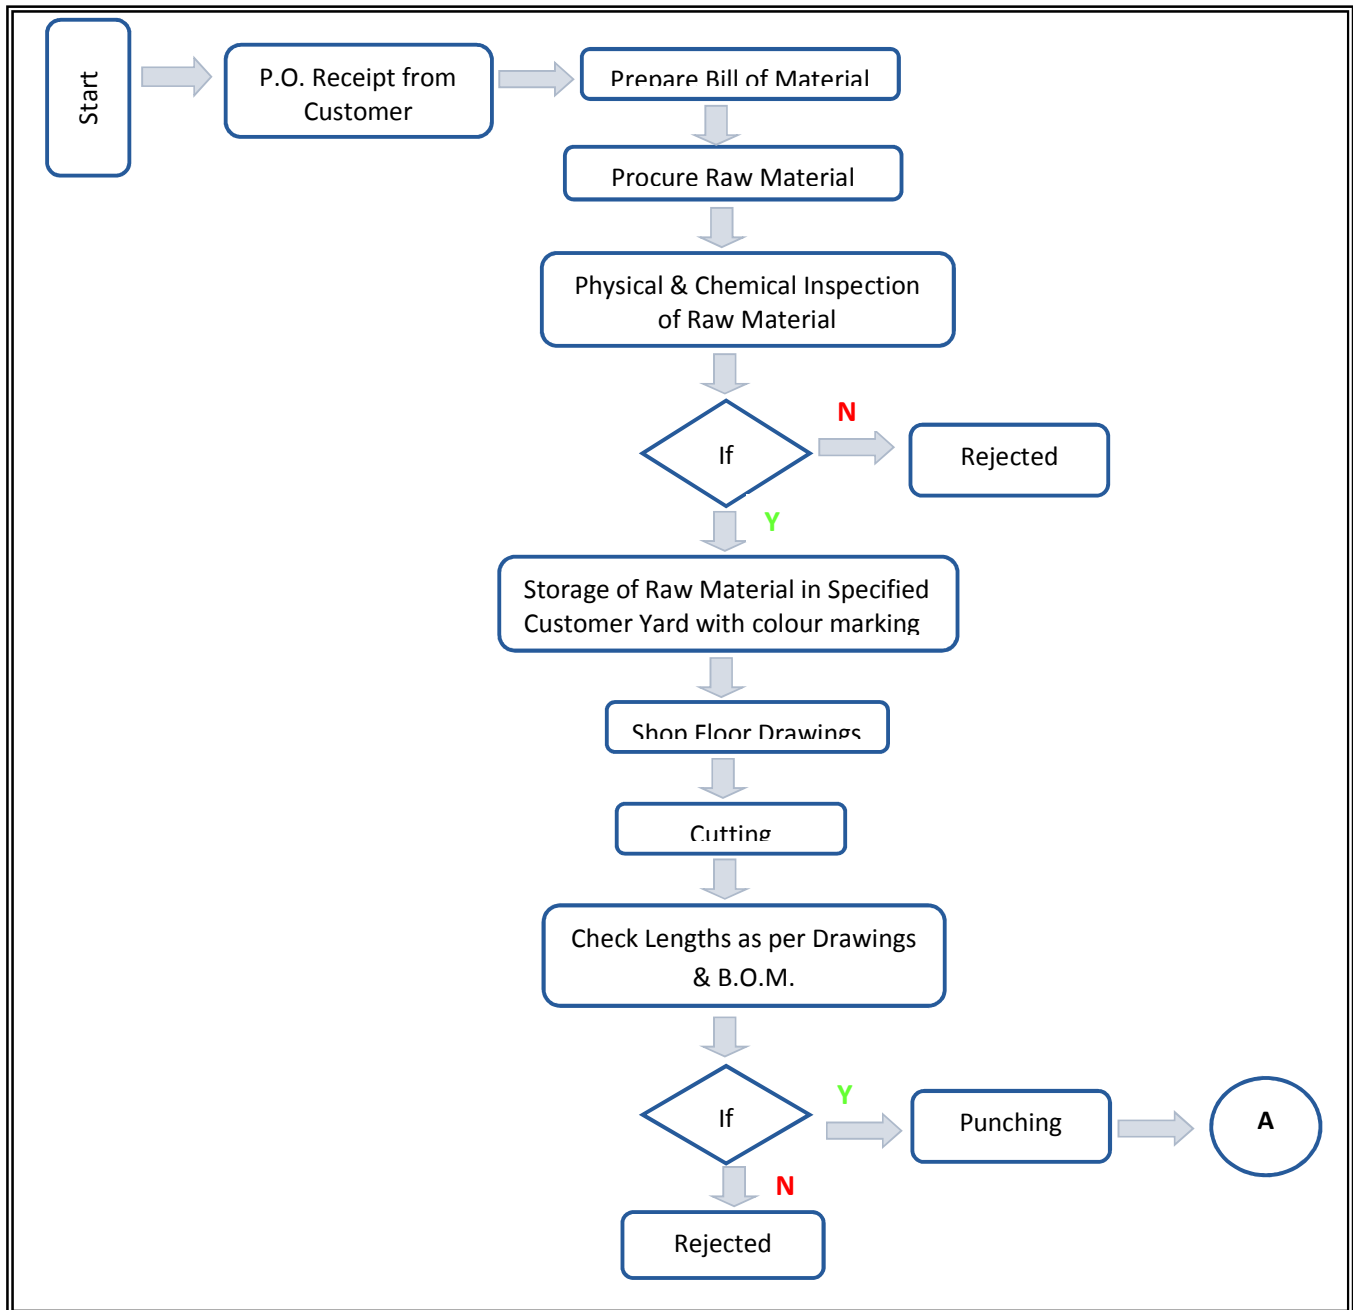 Start
P.O. Receipt from
Customer
Prepare Bill of Material
Procure Raw Material
Physical & Chemical Inspection
of Raw Material
If
N
Rejected
Y
Storage of Raw Material in Specified
Customer Yard with colour marking
Shop Floor Drawings
Cutting
Check Lengths as per Drawings
& B.O.M.
If
Y
Punching
A
N
Rejected